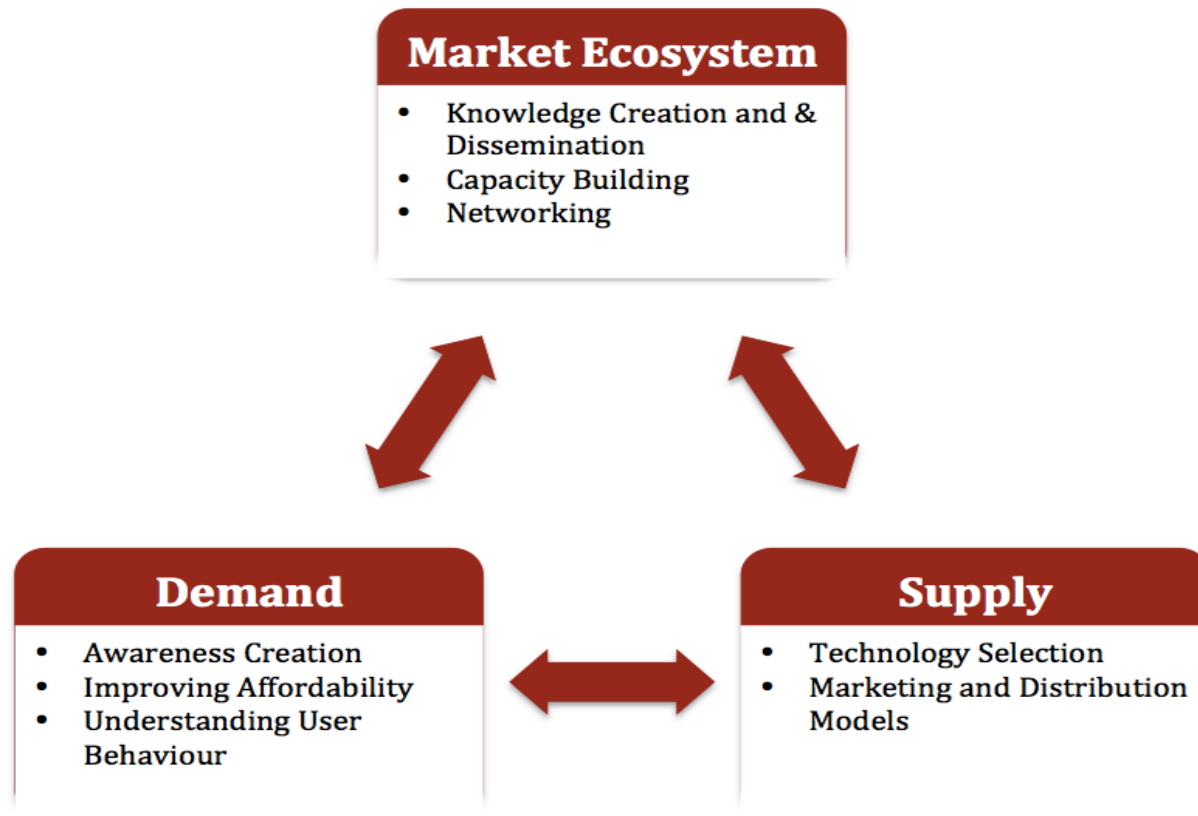 Market Ecosystem
• Knowledge Creation and &
Dissemination
• Capacity Building
• Networking
Demand
• Awareness Creation
• Improving Affordability
• Understanding User
Behaviour
Supply
• Technology Selection
• Marketing and Distribution
Models